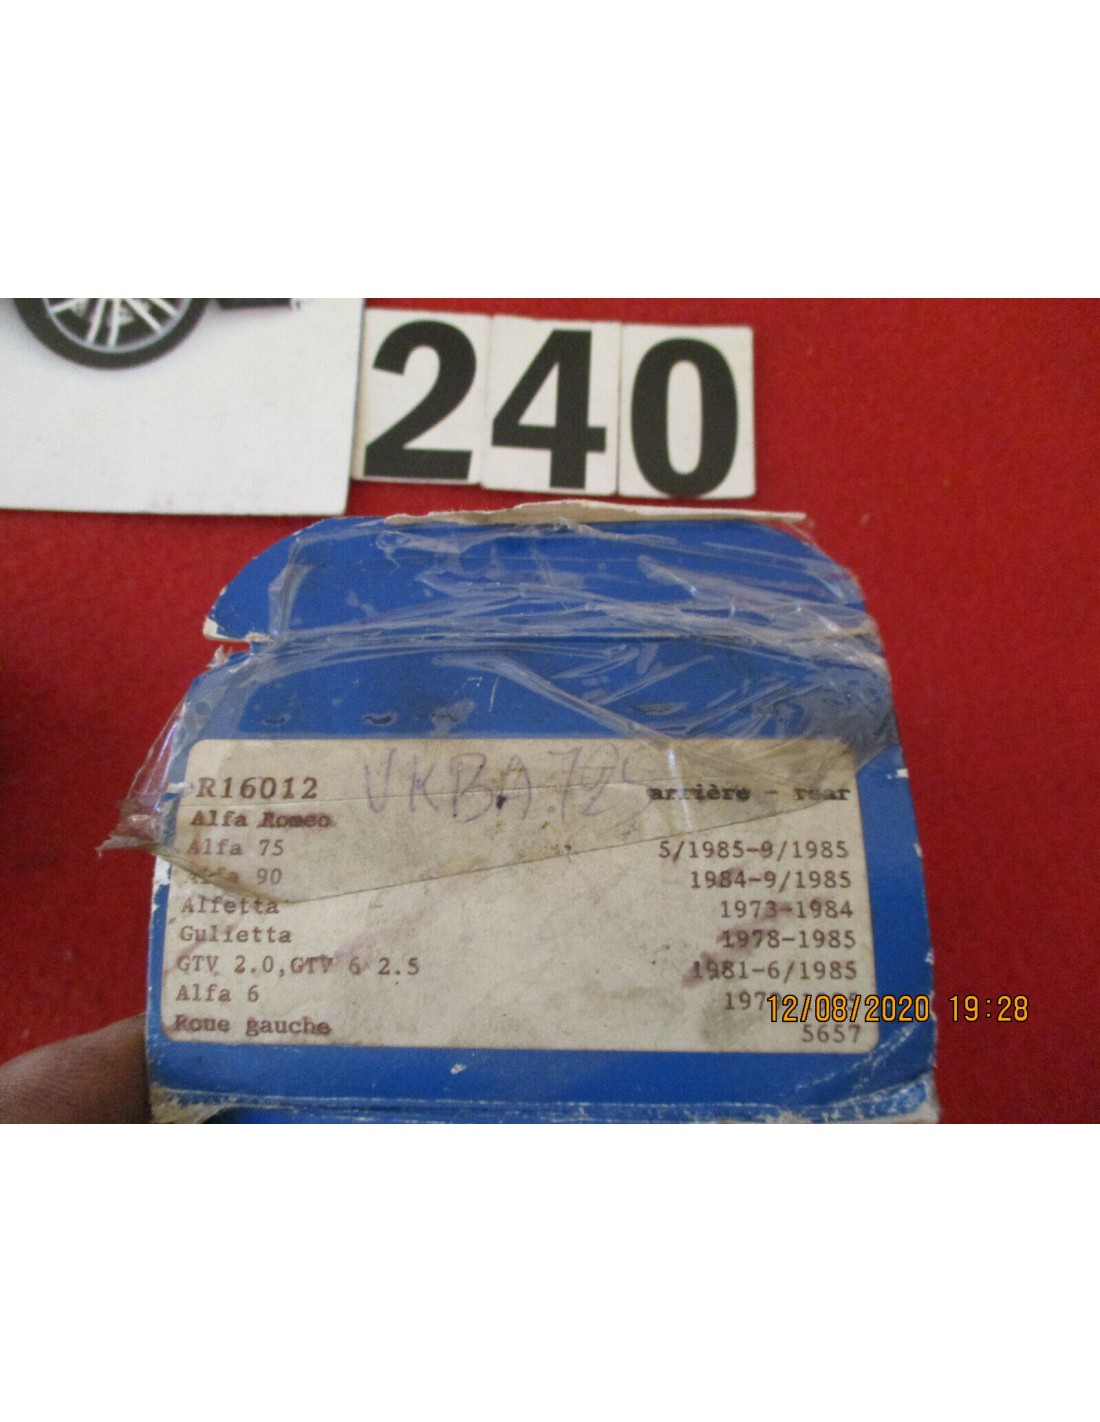 240
R16012
VKBA
arrière - rear
Alfa Romeo
Alfa 75 5/1985-9/1985
Alfa 90 1984-9/1985
Alfetta 1973-1984
Gulietta 1978-1985
GTV 2.0,GTV 6 2.5 1981-6/1985
Alfa 6
12/08/2020 19:28
Roue gauche 5657